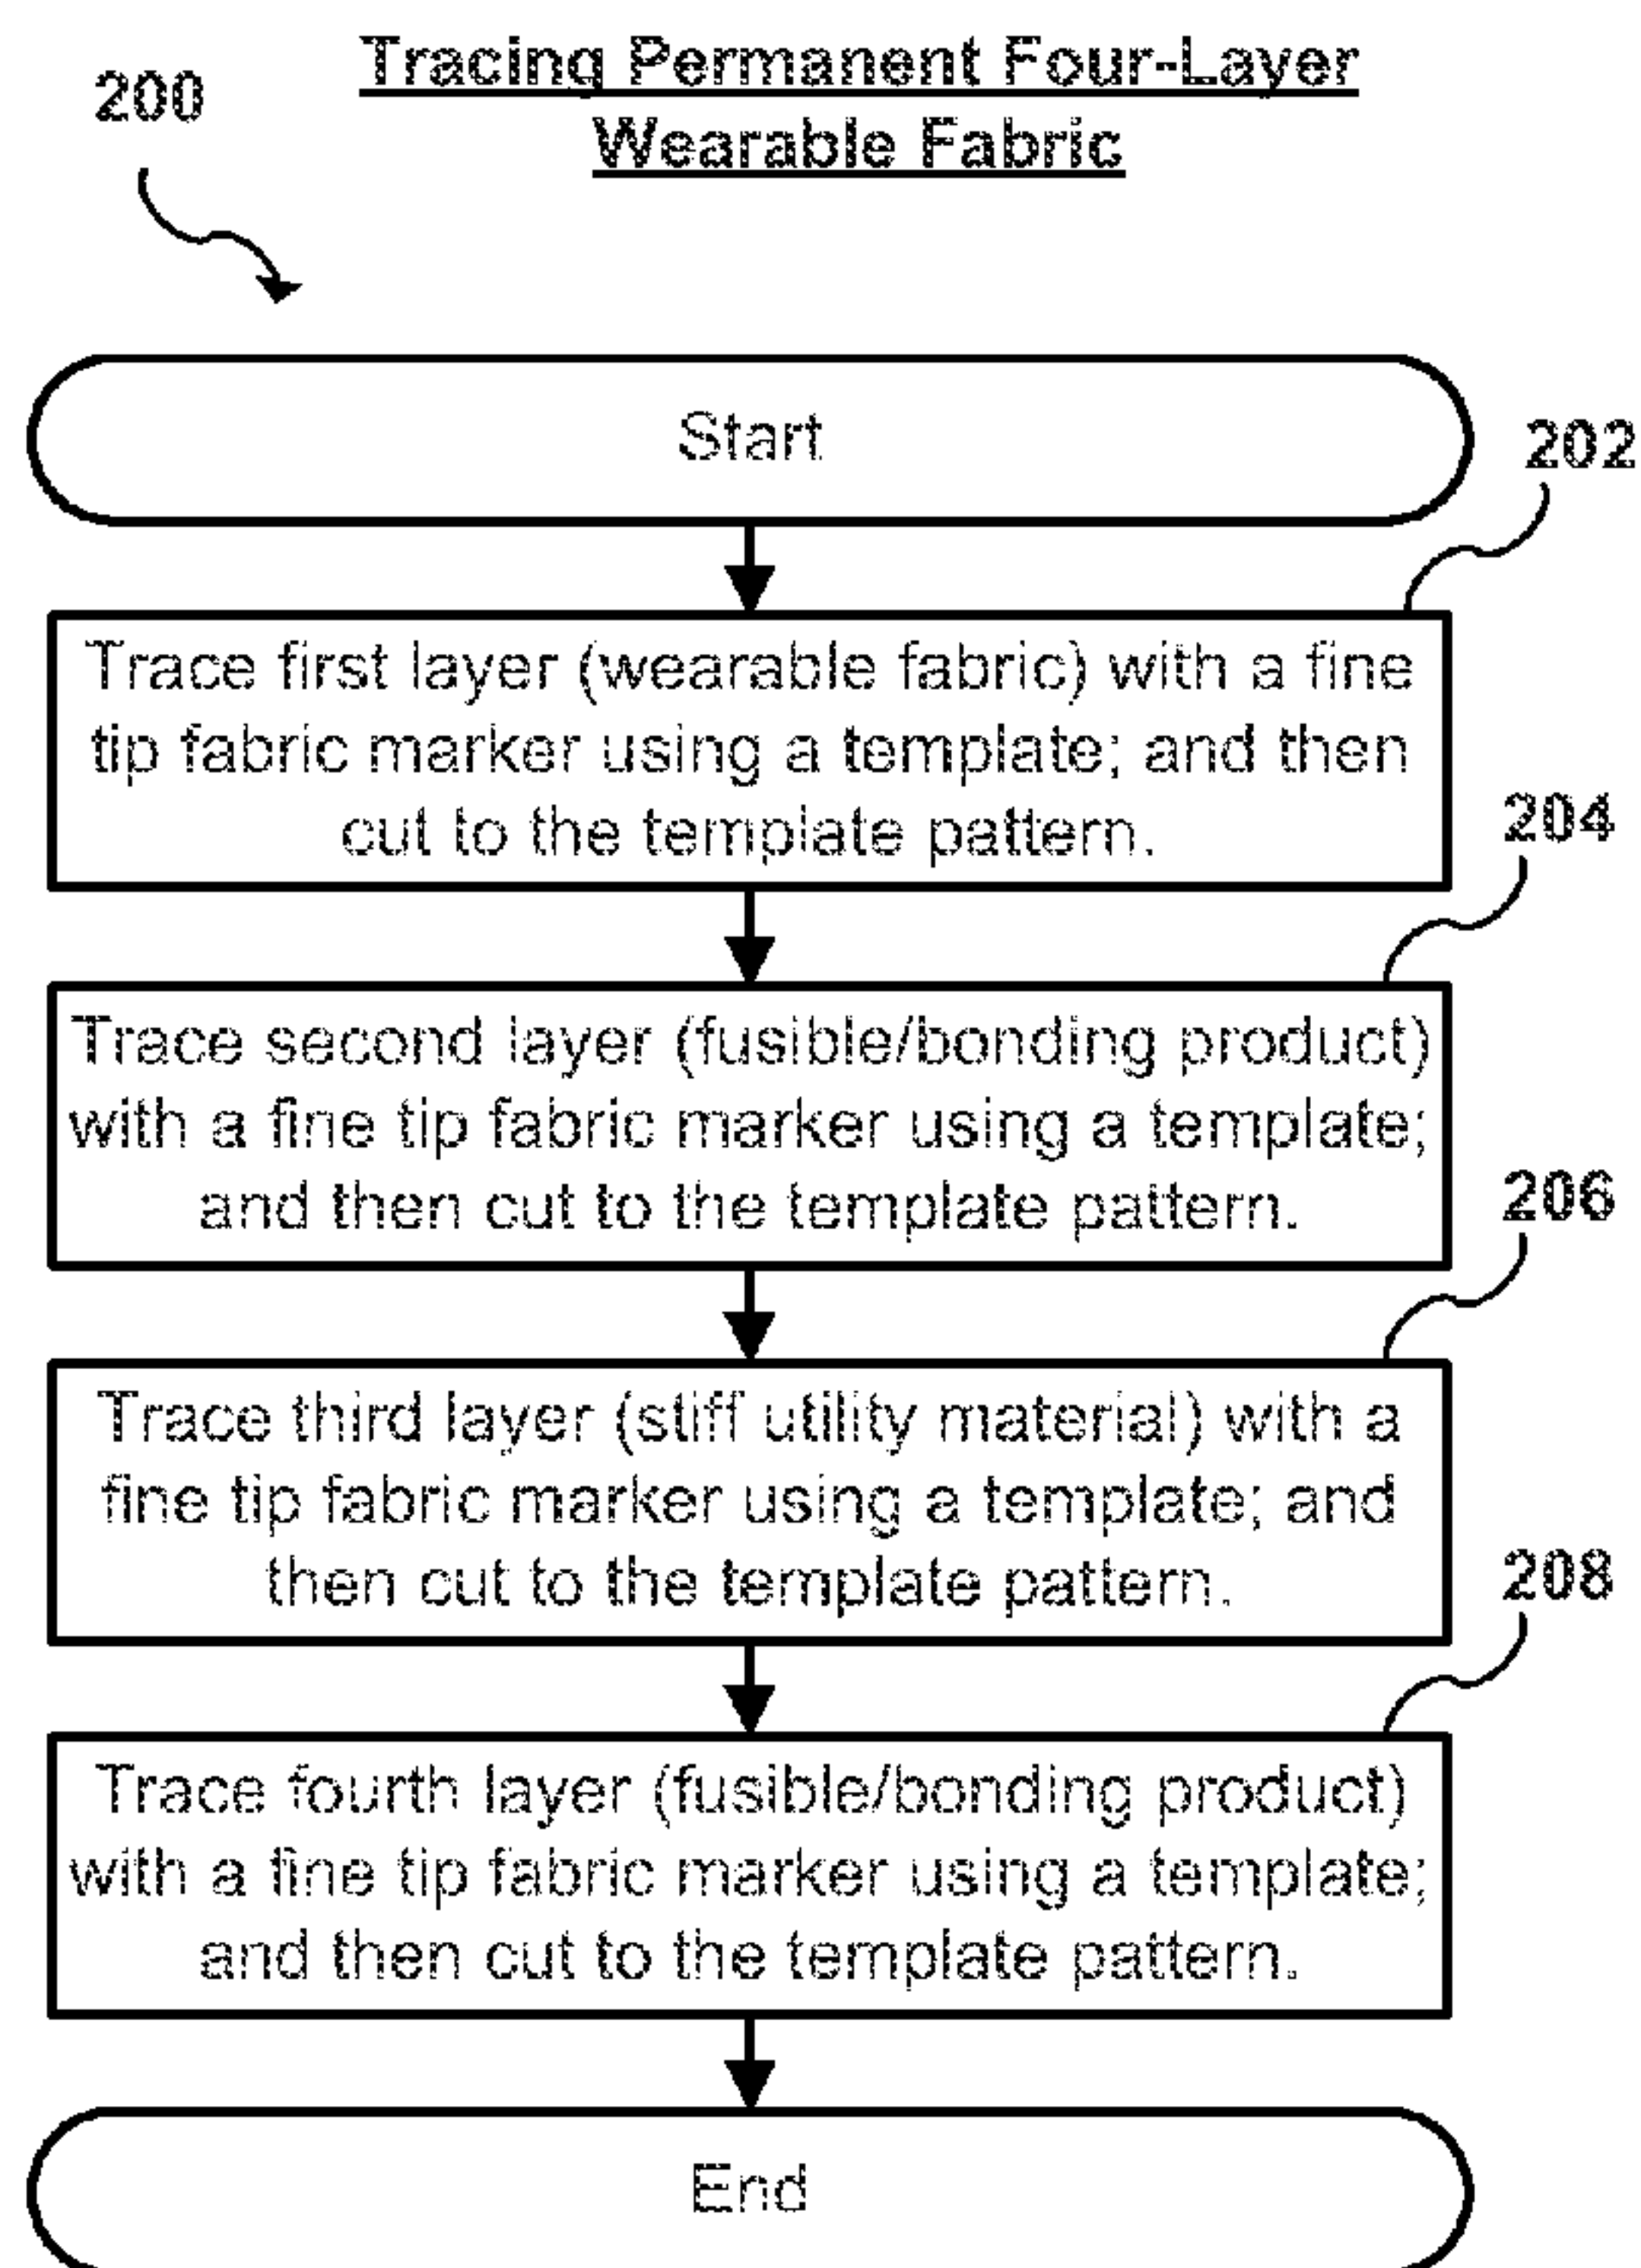 Tracing Permanent Four-Layer
Wearable Fabric
200
Start
202
Trace first layer (wearable fabric) with a fine
tip fabric marker using a template; and then
cut to the template pattern.
204
Trace second layer (fusible/bonding product)
with a fine tip fabric marker using a template;
and then cut to the template pattern.
206
Trace third layer (stiff utility material) with a
fine tip fabric marker using a template; and
then cut to the template pattern.
208
Trace fourth layer (fusible/bonding product)
with a fine tip fabric marker using a template;
and then cut to the template pattern.
End